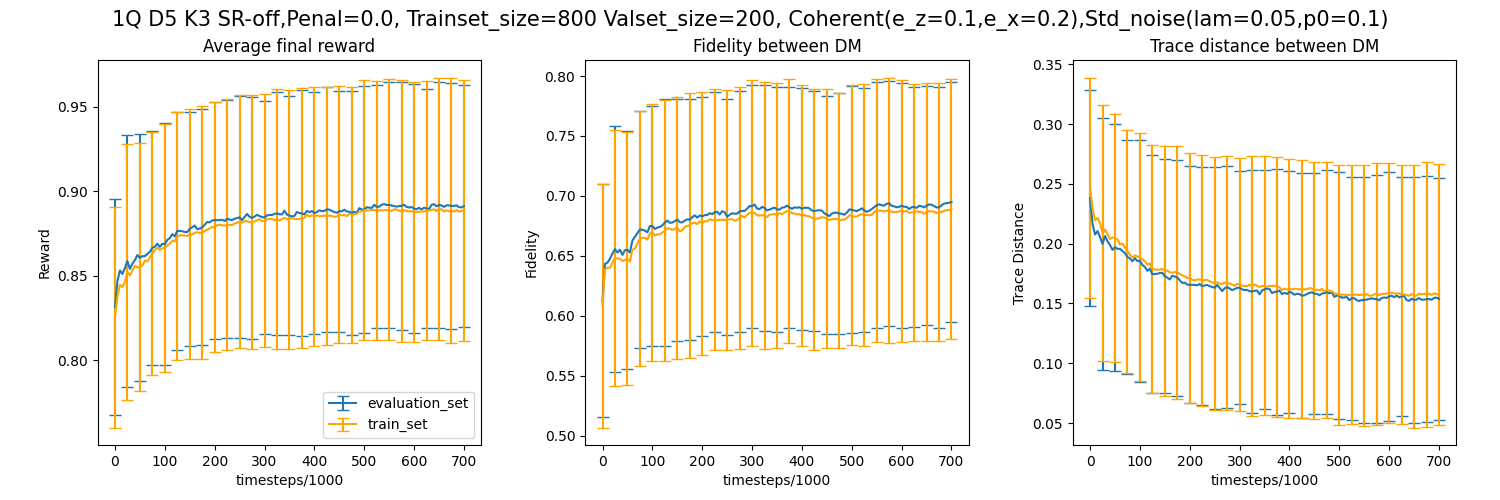 1Q D5 K3 SR-off,Penal=0.0, Trainset_size=800 Valset_size=200, Coherent(e_z=0.1,e_x=0.2),Std_noise(lam=0.05,p0=0.1)
Average final reward
Reward
0.95
0.90
0.85
0.80
evaluation_set
train_set
0 100 200 300 400 500 600 700
timesteps/1000
Fidelity between DM
Fidelity
0.80
0.75
0.70
0.65
0.60
0.55
0.50
0 100 200 300 400 500 600 700
timesteps/1000
Trace distance between DM
Trace Distance
0.35
0.30
0.25
0.20
0.15
0.10
0.05
0 100 200 300 400 500 600 700
timesteps/1000